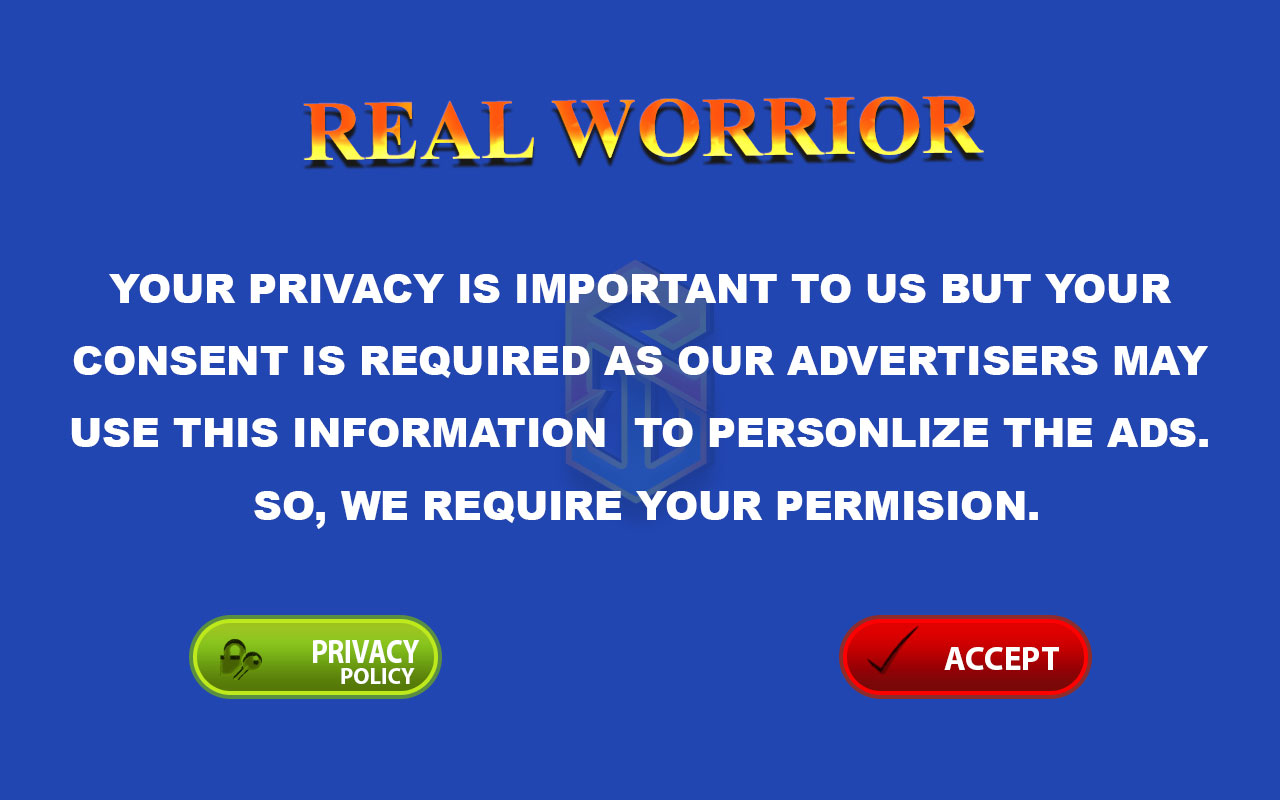 REAL WORRIOR
YOUR PRIVACY IS IMPORTANT TO US BUT YOUR
CONSENT IS REQUIRED AS OUR ADVERTISERS MAY
USE THIS INFORMATION TO PERSONLIZE THE ADS.
SO, WE REQUIRE YOUR PERMISION.
PRIVACY
POLICY
ACCEPT